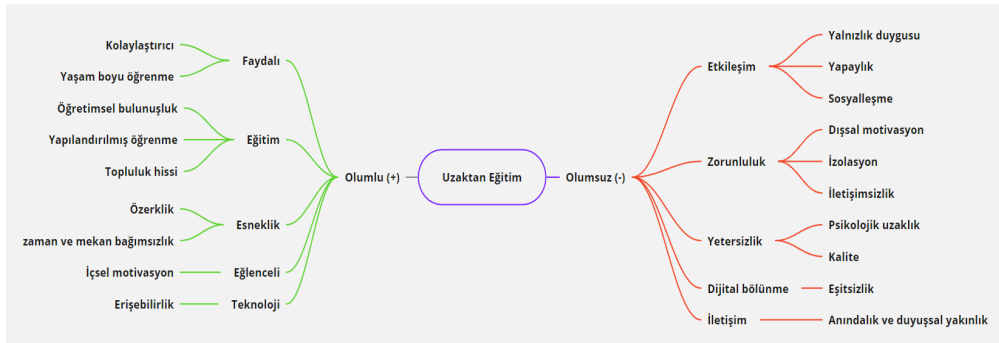 Kolaylaştırıcı
Yaşam boyu öğrenme
Faydalı
Öğretimsel bulunuşluk
Yapılandırılmış öğrenme
Topluluk hissi
Eğitim
Özerklik
zaman ve mekan bağımsızlık
Esneklik
İçsel motivasyon
Eğlenceli
Erişebilirlik
Teknoloji
Olumlu (+)
Uzaktan Eğitim
Olumsuz (-)
Etkileşim
Yalnızlık duygusu
Yapaylık
Sosyalleşme
Zorunluluk
Dışsal motivasyon
İzolasyon
İletişimsizlik
Yetersizlik
Psikolojik uzaklık
Kalite
Dijital bölünme
Eşitsizlik
İletişim
Anındalık ve duyuşsal yakınlık